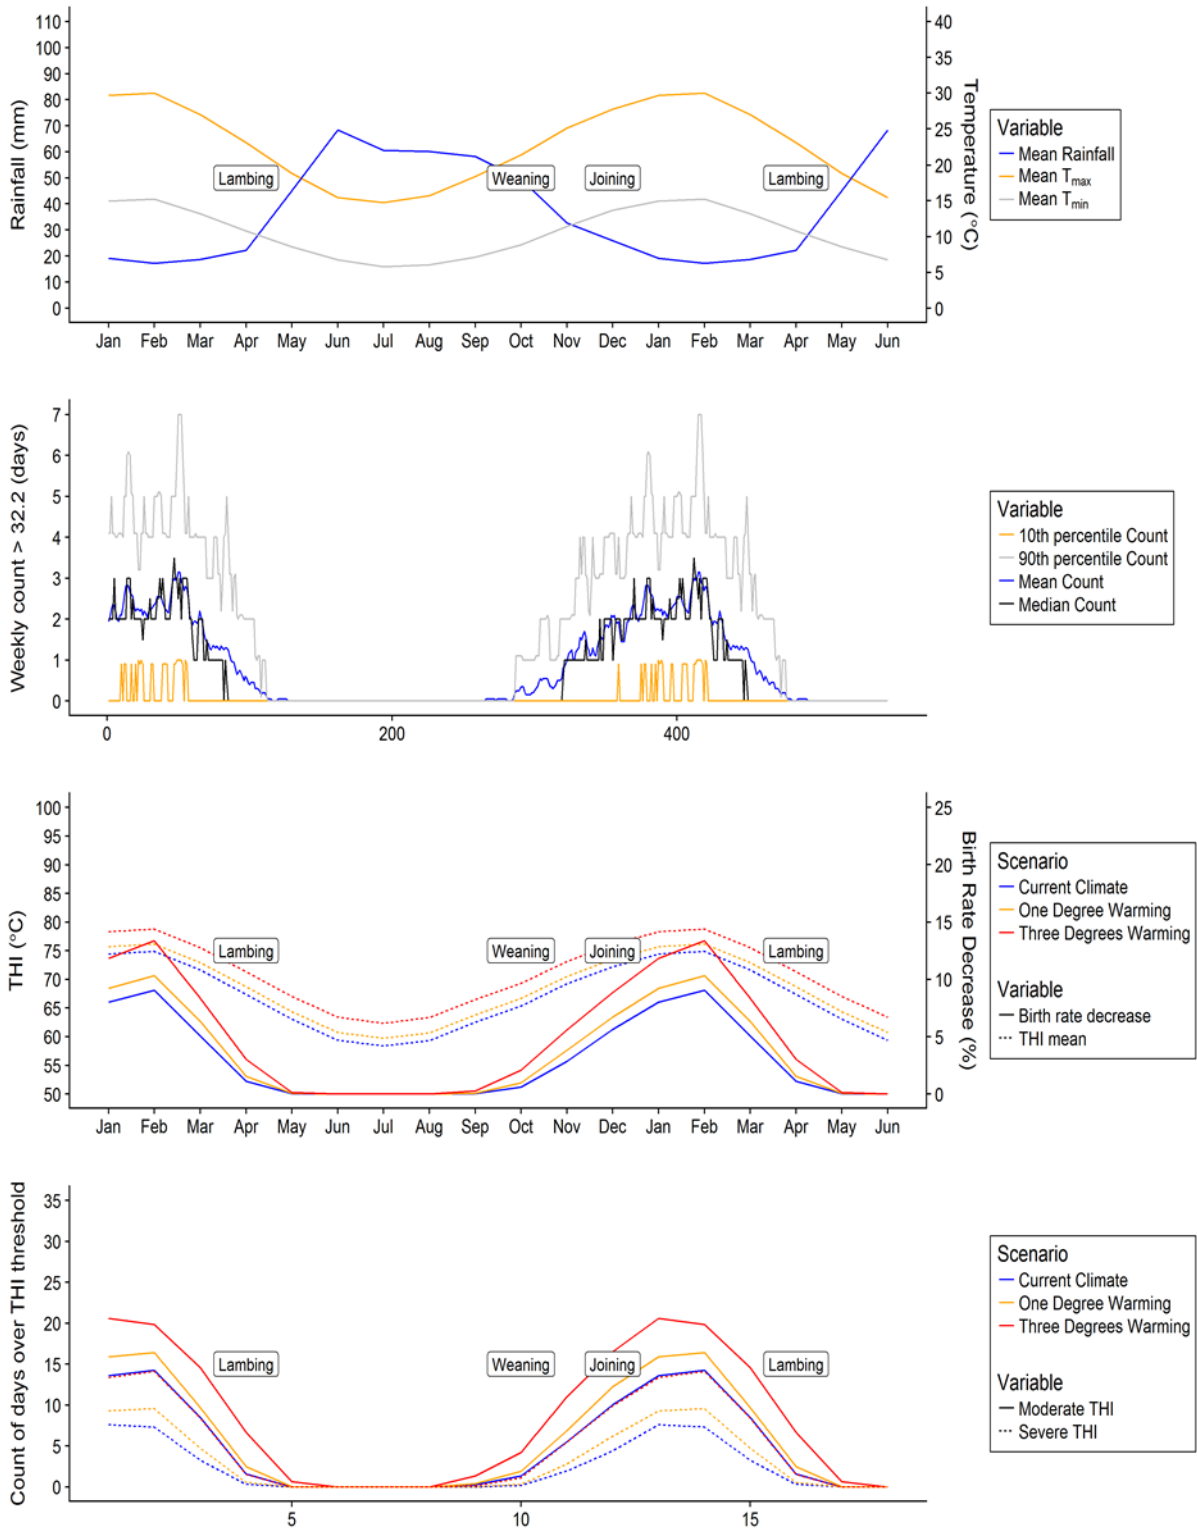 Rainfall (mm)
110
100
90
80
70
60
50
40
30
20
10
0
Lambing
Weaning
Joining
Lambing
40
35
30
25
20
15
10
5
0
Temperature (°C)
Jan Feb Mar Apr May Jun Jul Aug Sep Oct Nov Dec Jan Feb Mar Apr May Jun
Variable
Mean Rainfall
Mean Tmax
Mean Tmin
Weekly count > 32.2 (days)
7
6
5
4
3
2
1
0
0 200 400
Variable
10th percentile Count
90th percentile Count
Mean Count
Median Count
THI (°C)
100
95
90
85
80
75
70
65
60
55
50
Lambing
Weaning
Joining
Lambing
25
20
15
10
5
0
Birth Rate Decrease (%)
Jan Feb Mar Apr May Jun Jul Aug Sep Oct Nov Dec Jan Feb Mar Apr May Jun
Scenario
Current Climate
One Degree Warming
Three Degrees Warming
Variable
Birth rate decrease
THI mean
Count of days over THI threshold
35
30
25
20
15
10
5
0
Lambing
Weaning
Joining
Lambing
5 10 15
Scenario
Current Climate
One Degree Warming
Three Degrees Warming
Variable
Moderate THI
Severe THI